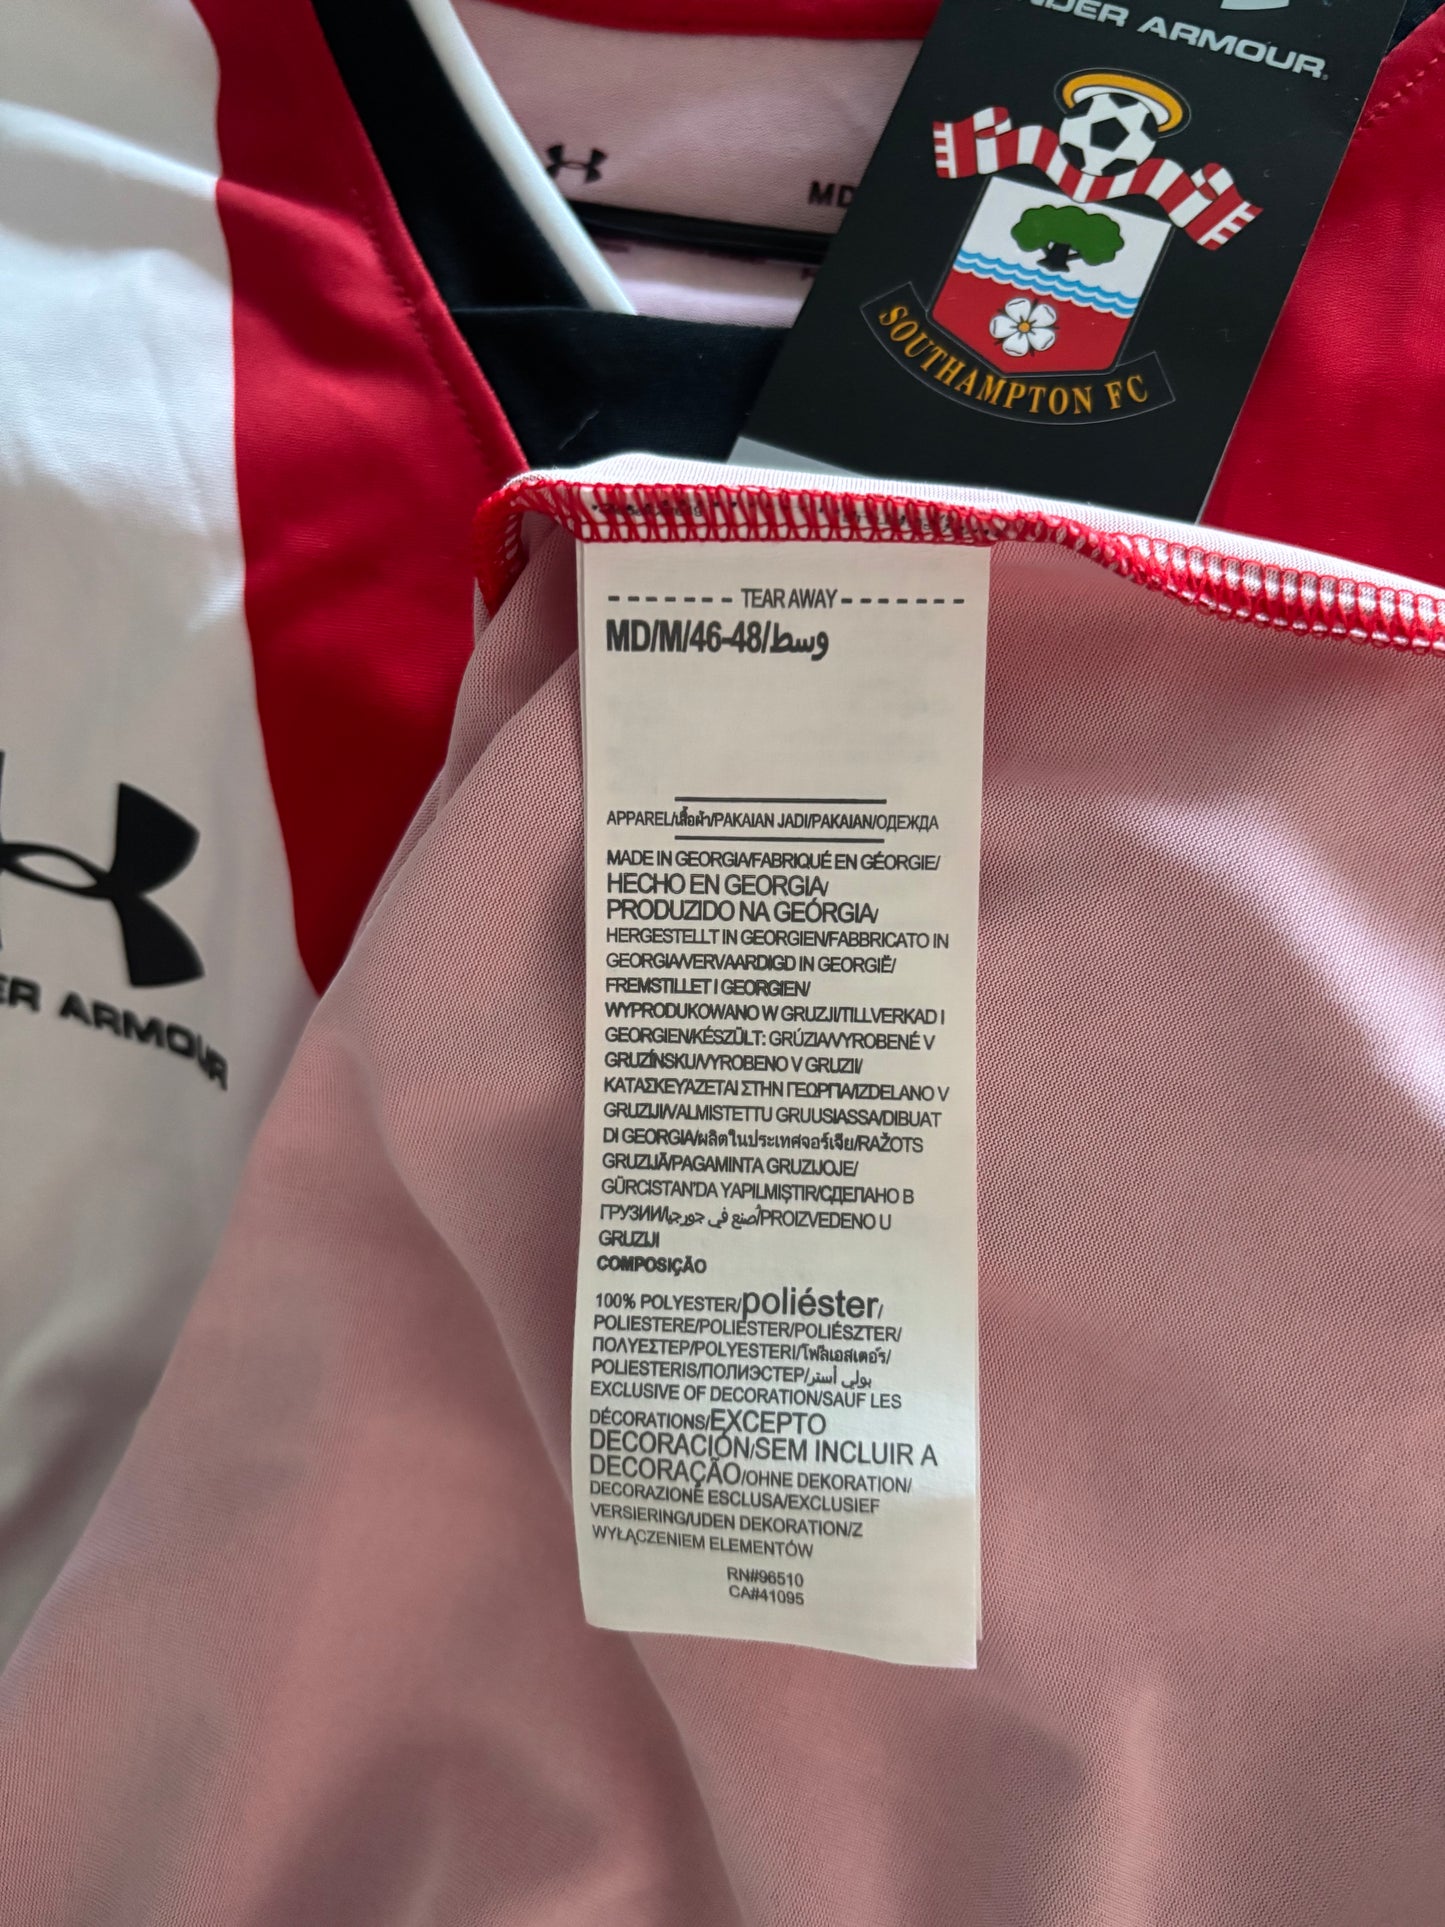 UNDER ARMOUR
MD
SOUTHAMPTON FC
ER ARMOUR
TEAR AWAY
MD/M/46-48/وسط
APPAREL/เสื้อผ้า/PAKAIAN JADI/PAKAIAN/ОДЕЖДА
MADE IN GEORGIA/FABRIQUÉ EN GÉORGIE/
HECHO EN GEORGIA/
PRODUZIDO NA GEÓRGIA/
HERGESTELLT IN GEORGIEN/FABBRICATO IN
GEORGIA/VERVAARDIGD IN GEORGIË/
FREMSTILLET I GEORGIEN/
WYPRODUKOWANO W GRUZJI/TILLVERKAD I
GEORGIEN/KÉSZÜLT: GRÚZIA/VYROBENÉ V
GRUZÍNSKU/VYROBENO V GRUZII/
ΚΑΤΑΣΚΕΥΑΖΕΤΑΙ ΣΤΗΝ ΓΕΩΡΓΙΑ/IZDELANO V
GRUZIJI/VALMISTETTU GRUUSIASSA/DIBUAT
DI GEORGIA/ผลิตในประเทศจอร์เจีย/RAŽOTS
GRUZIJĀ/PAGAMINTA GRUZIJOJE/
GÜRCISTAN'DA YAPILMIŞTIR/СДЕЛАНО В
ГРУЗИИ/صنع في جورجيا/PROIZVEDENO U
GRUZIJI
COMPOSIÇÃO
100% POLYESTER/poliéster/
POLIESTERE/POLIESTER/POLIÉSZTER/
ΠΟΛΥΕΣΤΕΡ/POLYESTERI/โพลีเอสเตอร์/
POLIESTERIS/ПОЛИЭСТЕР/بولي أستر
EXCLUSIVE OF DECORATION/SAUF LES
DÉCORATIONS/EXCEPTO
DECORACIÓN/SEM INCLUIR A
DECORAÇÃO/OHNE DEKORATION/
DECORAZIONE ESCLUSA/EXCLUSIEF
VERSIERING/UDEN DEKORATION/Z
WYŁĄCZENIEM ELEMENTÓW
RN#96510
CA#41095